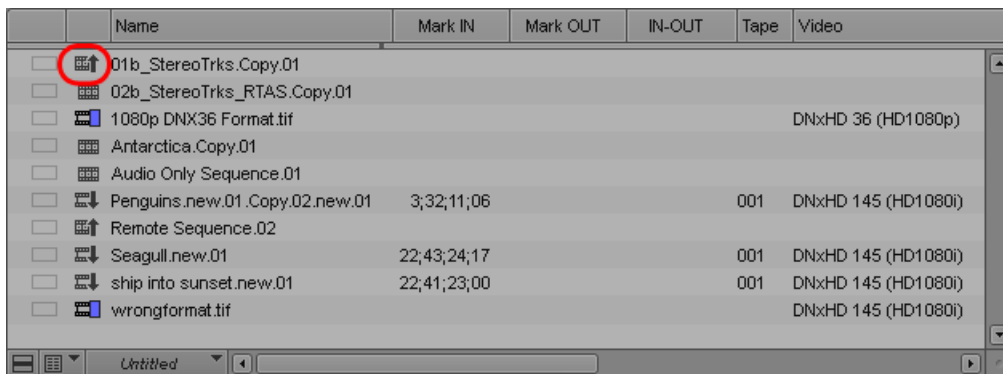 Name Mark IN Mark OUT IN-OUT Tape Video
01b_StereoTrks.Copy.01
02b_StereoTrks_RTAS.Copy.01
1080p DNX36 Format.tif DNxHD 36 (HD1080p)
Antarctica.Copy.01
Audio Only Sequence.01
Penguins.new.01.Copy.02.new.01 3;32;11;06 001 DNxHD 145 (HD1080i)
Remote Sequence.02
Seagull.new.01 22;43;24;17 001 DNxHD 145 (HD1080i)
ship into sunset.new.01 22;41;23;00 001 DNxHD 145 (HD1080i)
wrongformat.tif DNxHD 145 (HD1080i)
Untitled